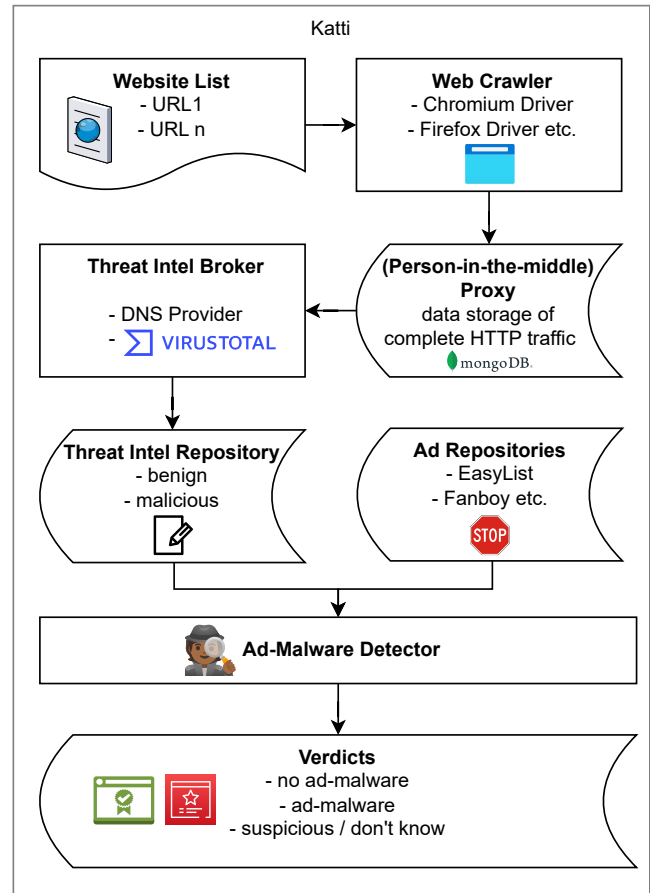 Katti
Website List
- URL1
- URL n
Web Crawler
- Chromium Driver
- Firefox Driver etc.
Threat Intel Broker
- DNS Provider
- VIRUSTOTAL
(Person-in-the-middle)
Proxy
data storage of
complete HTTP traffic
mongoDB.
Threat Intel Repository
- benign
- malicious
Ad Repositories
- EasyList
- Fanboy etc.
STOP
Ad-Malware Detector
Verdicts
- no ad-malware
- ad-malware
- suspicious / don't know